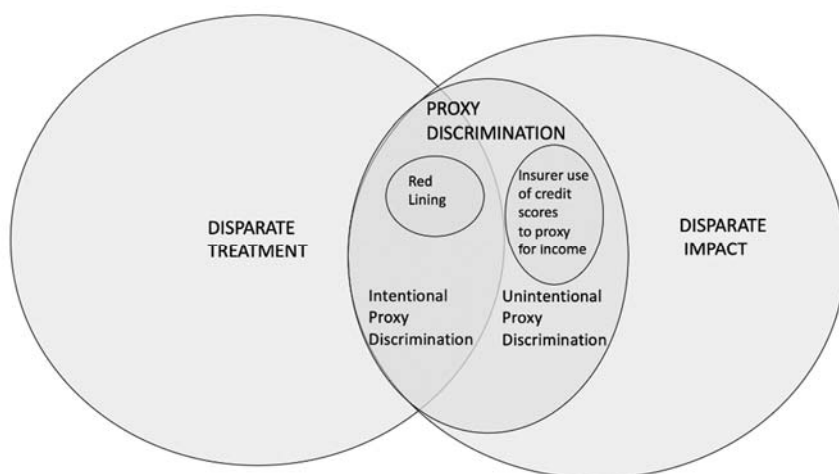 PROXY
DISCRIMINATION
Red
Lining
Insurer use
of credit
scores
to proxy
for income
DISPARATE
TREATMENT
DISPARATE
IMPACT
Intentional
Proxy
Discrimination
Unintentional
Proxy
Discrimination